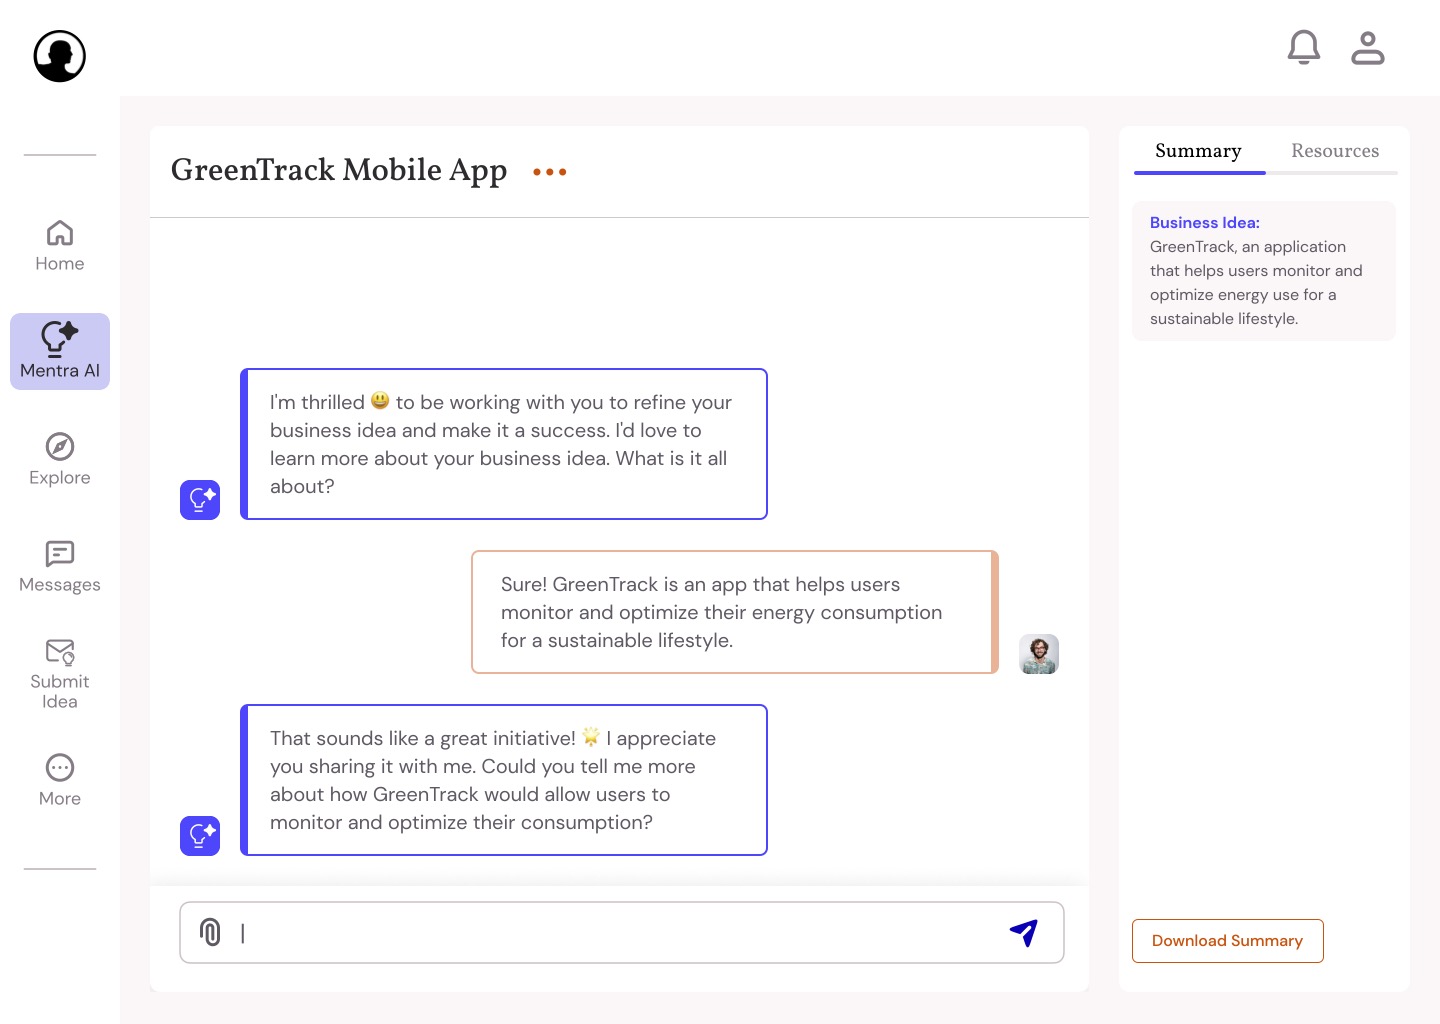 Home
Mentra AI
Explore
Messages
Submit
Idea
More
GreenTrack Mobile App
I'm thrilled 😃 to be working with you to refine your
business idea and make it a success. I'd love to
learn more about your business idea. What is it all
about?
Sure! GreenTrack is an app that helps users
monitor and optimize their energy consumption
for a sustainable lifestyle.
That sounds like a great initiative! 🌟 I appreciate
you sharing it with me. Could you tell me more
about how GreenTrack would allow users to
monitor and optimize their consumption?
Summary
Resources
Business Idea:
GreenTrack, an application
that helps users monitor and
optimize energy use for a
sustainable lifestyle.
Download Summary